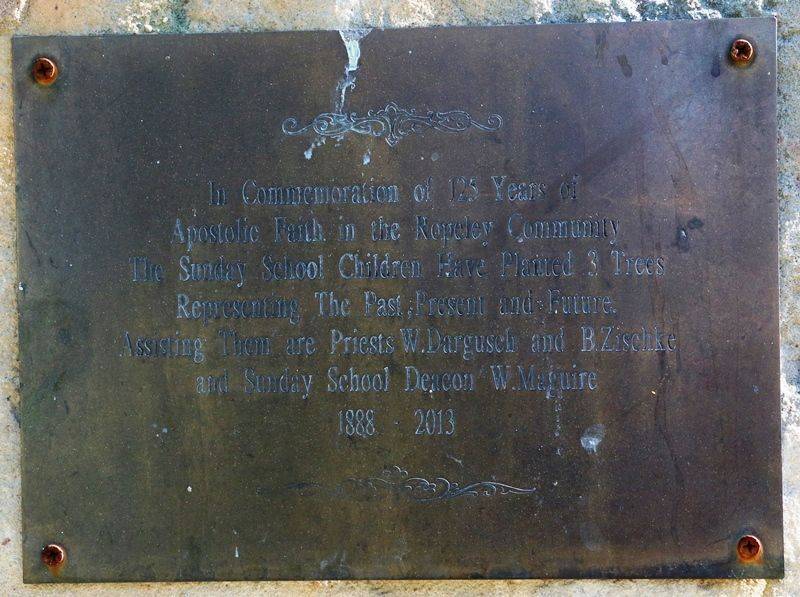 In Commemoration of 125 Years of
Apostolic Faith in the Ropeley Community
The Sunday School Children Have Planted 3 Trees
Representing The Past, Present and Future.
Assisting Them are Priests W.Dargusch and B.Zischke
and Sunday School Deacon W.Maguire
1888 - 2013